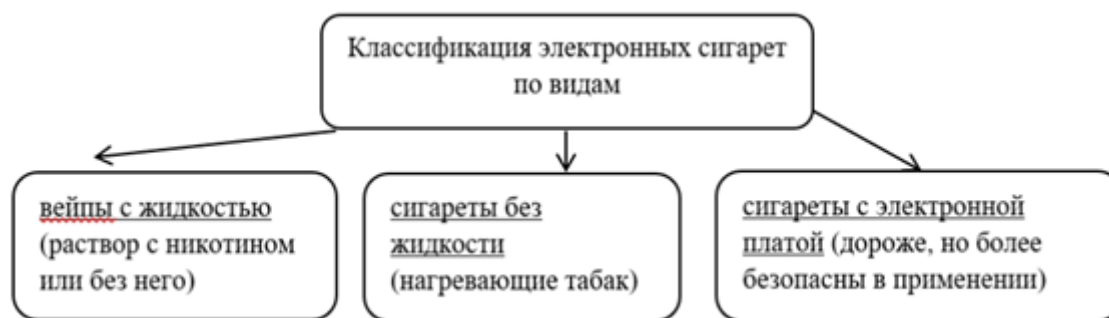 Классификация электронных сигарет
по видам
вейпы с жидкостью
(раствор с никотином
или без него)
сигареты без
жидкости
(нагревающие табак)
сигареты с электронной
платой (дороже, но более
безопасны в применении)